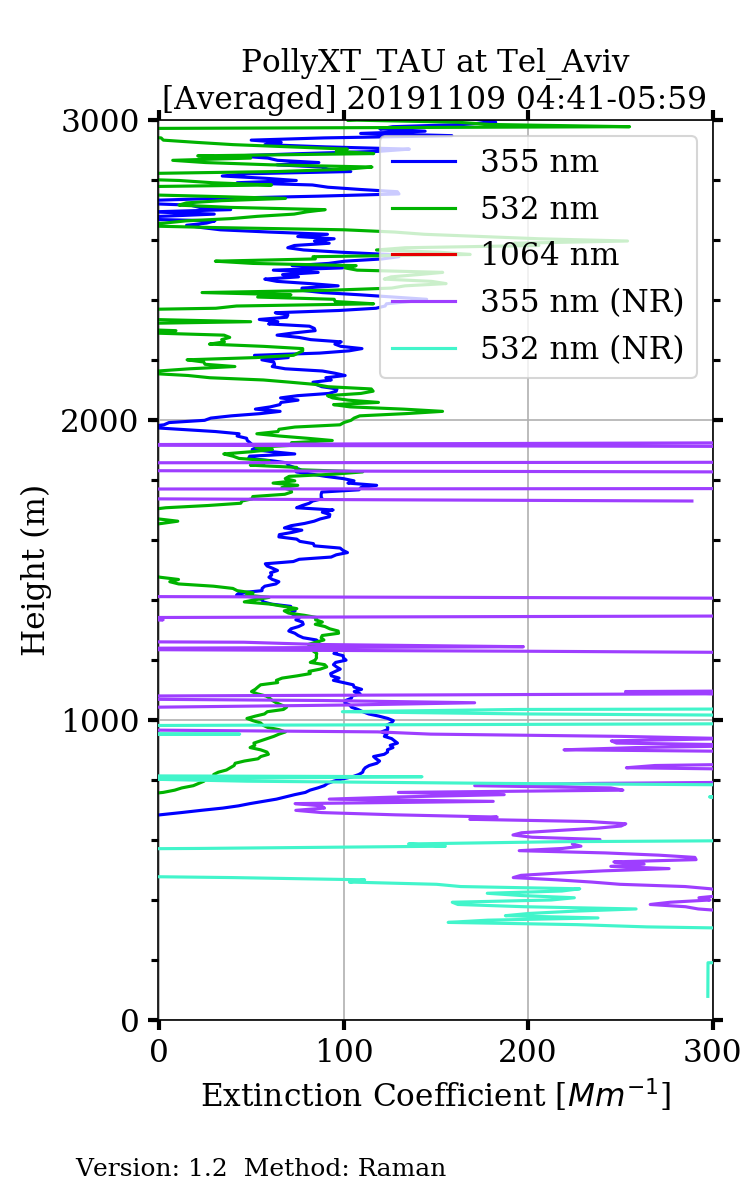 PollyXT_TAU at Tel_Aviv
[Averaged] 20191109 04:41-05:59
3000
2000
1000
0
Height (m)
355 nm
532 nm
1064 nm
355 nm (NR)
532 nm (NR)
0 100 200 300
Extinction Coefficient [Mm⁻¹]
Version: 1.2 Method: Raman